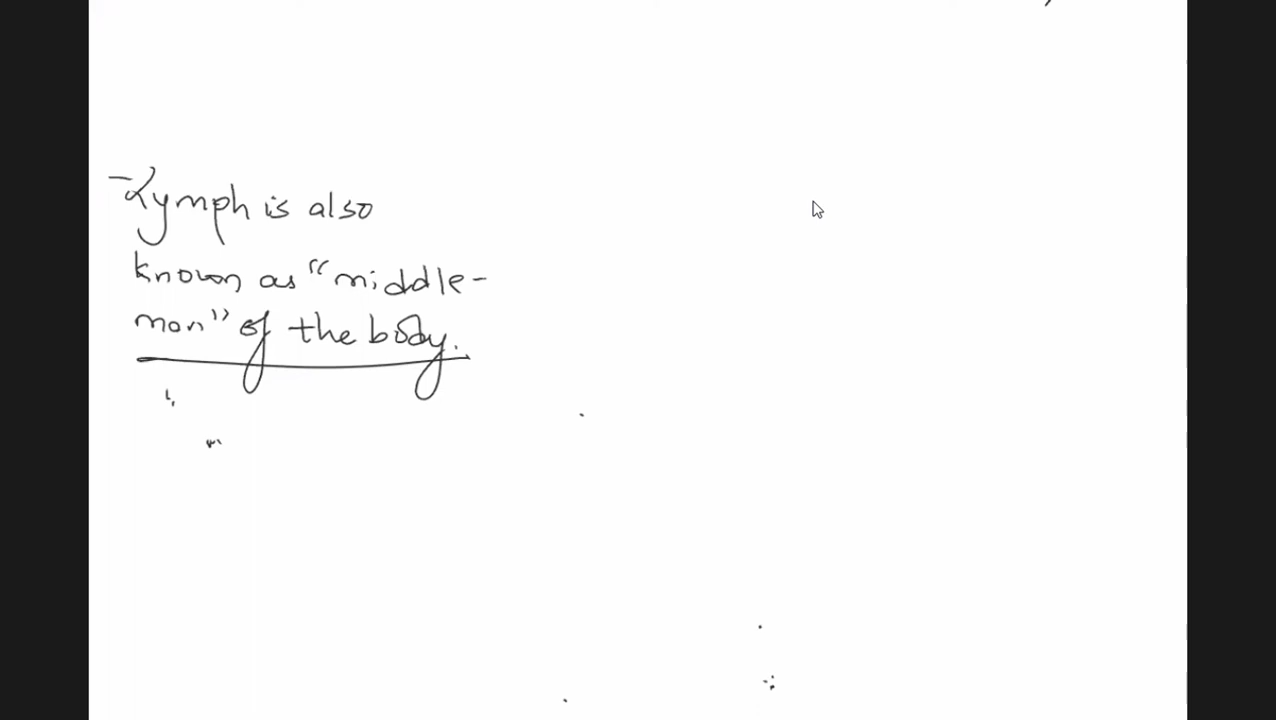 - Lymph is also
known as "middle-
man" of the body.